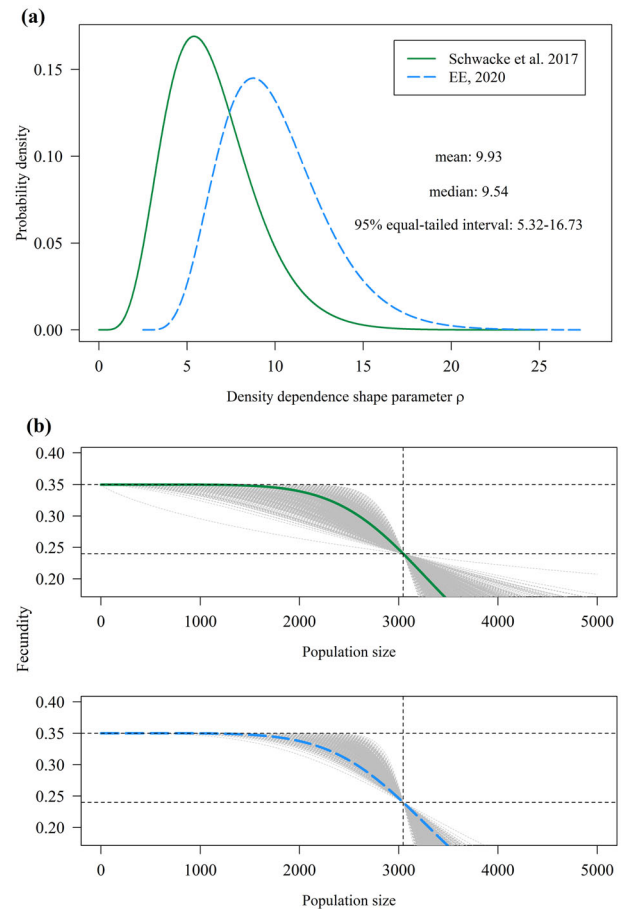 (a)
Schwacke et al. 2017
EE, 2020
mean: 9.93
median: 9.54
95% equal-tailed interval: 5.32-16.73
Probability density
0.15
0.10
0.05
0.00
0 5 10 15 20 25
Density dependence shape parameter ρ
(b)
0.40
0.35
0.30
0.25
0.20
0 1000 2000 3000 4000 5000
Population size
Fecundity
0.40
0.35
0.30
0.25
0.20
0 1000 2000 3000 4000 5000
Population size